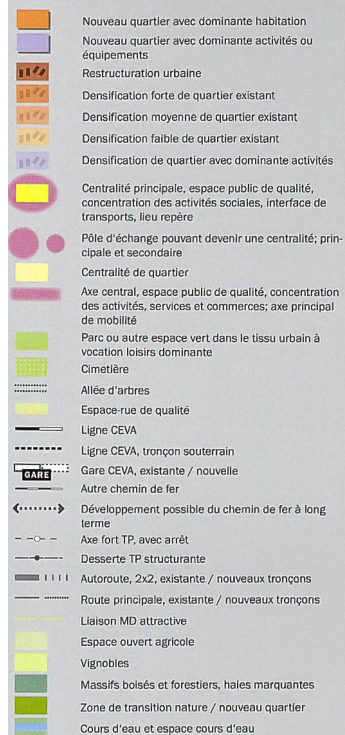 Nouveau quartier avec dominante habitation
Nouveau quartier avec dominante activités ou
équipements
Restructuration urbaine
Densification forte de quartier existant
Densification moyenne de quartier existant
Densification faible de quartier existant
Densification de quartier avec dominante activités
Centralité principale, espace public de qualité,
concentration des activités sociales, interface de
transports, lieu repère
Pôle d'échange pouvant devenir une centralité; prin-
cipale et secondaire
Centralité de quartier
Axe central, espace public de qualité, concentration
des activités, services et commerces; axe principal
de mobilité
Parc ou autre espace vert dans le tissu urbain à
vocation loisirs dominante
Cimetière
Allée d'arbres
Espace-rue de qualité
Ligne CEVA
Ligne CEVA, tronçon souterrain
GARE Gare CEVA, existante / nouvelle
Autre chemin de fer
Développement possible du chemin de fer à long
terme
Axe fort TP, avec arrêt
Desserte TP structurante
Autoroute, 2x2, existante / nouveaux tronçons
Route principale, existante / nouveaux tronçons
Liaison MD attractive
Espace ouvert agricole
Vignobles
Massifs boisés et forestiers, haies marquantes
Zone de transition nature / nouveau quartier
Cours d'eau et espace cours d'eau